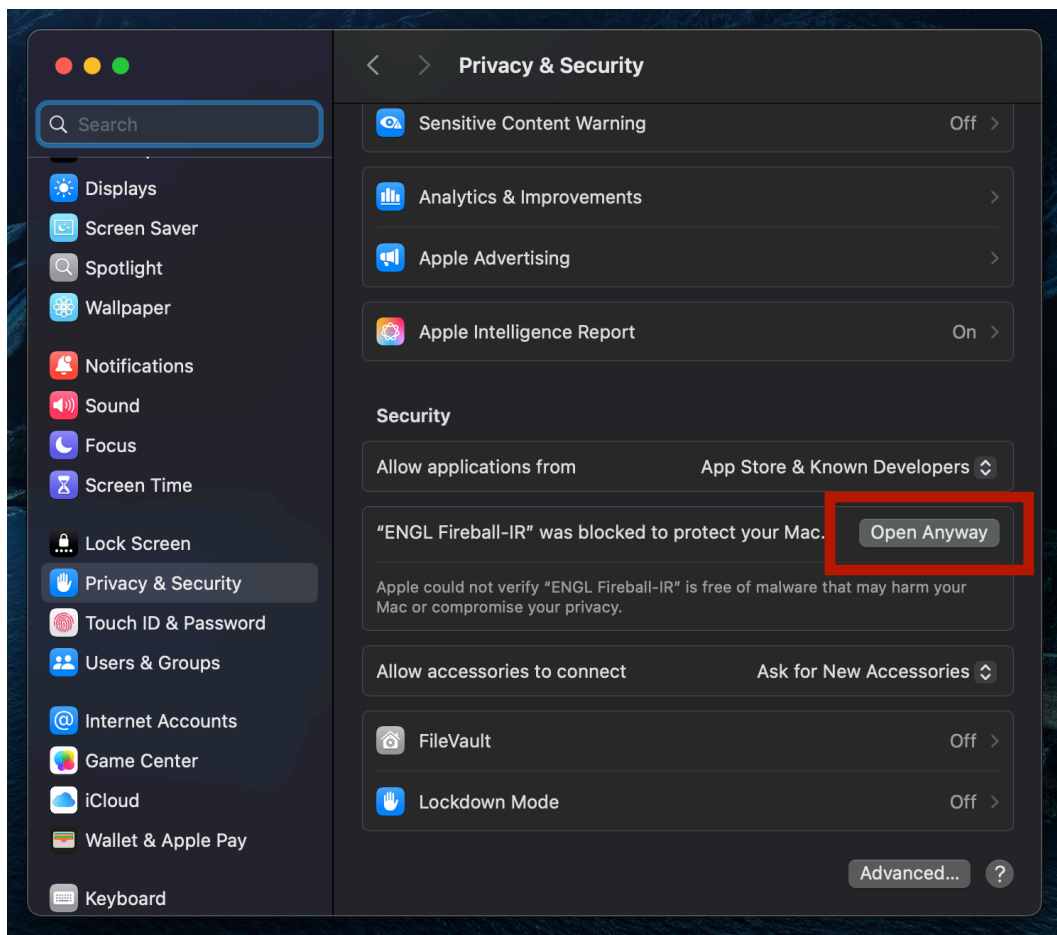 Privacy & Security
Search
Displays
Screen Saver
Spotlight
Wallpaper
Notifications
Sound
Focus
Screen Time
Lock Screen
Privacy & Security
Touch ID & Password
Users & Groups
Internet Accounts
Game Center
iCloud
Wallet & Apple Pay
Keyboard
Sensitive Content Warning Off
Analytics & Improvements
Apple Advertising
Apple Intelligence Report On
Security
Allow applications from App Store & Known Developers
“ENGL Fireball-IR” was blocked to protect your Mac. Open Anyway
Apple could not verify “ENGL Fireball-IR” is free of malware that may harm your
Mac or compromise your privacy.
Allow accessories to connect Ask for New Accessories
FileVault Off
Lockdown Mode Off
Advanced... ?